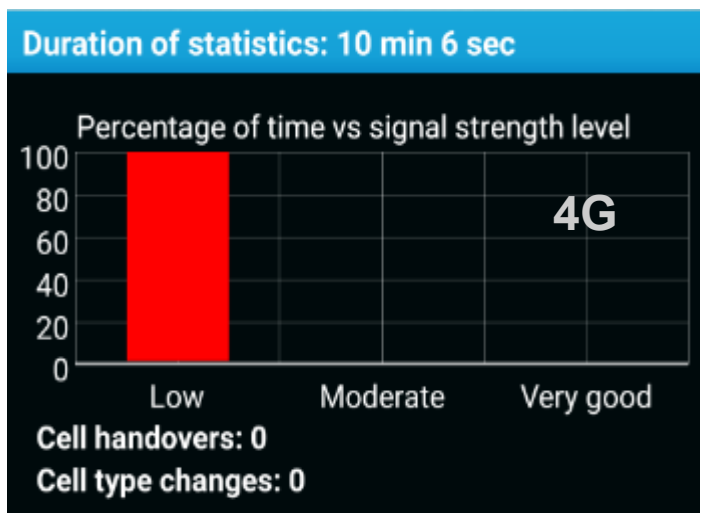 Duration of statistics: 10 min 6 sec
Percentage of time vs signal strength level
100
80
4G
60
40
20
0
Low Moderate Very good
Cell handovers: 0
Cell type changes: 0